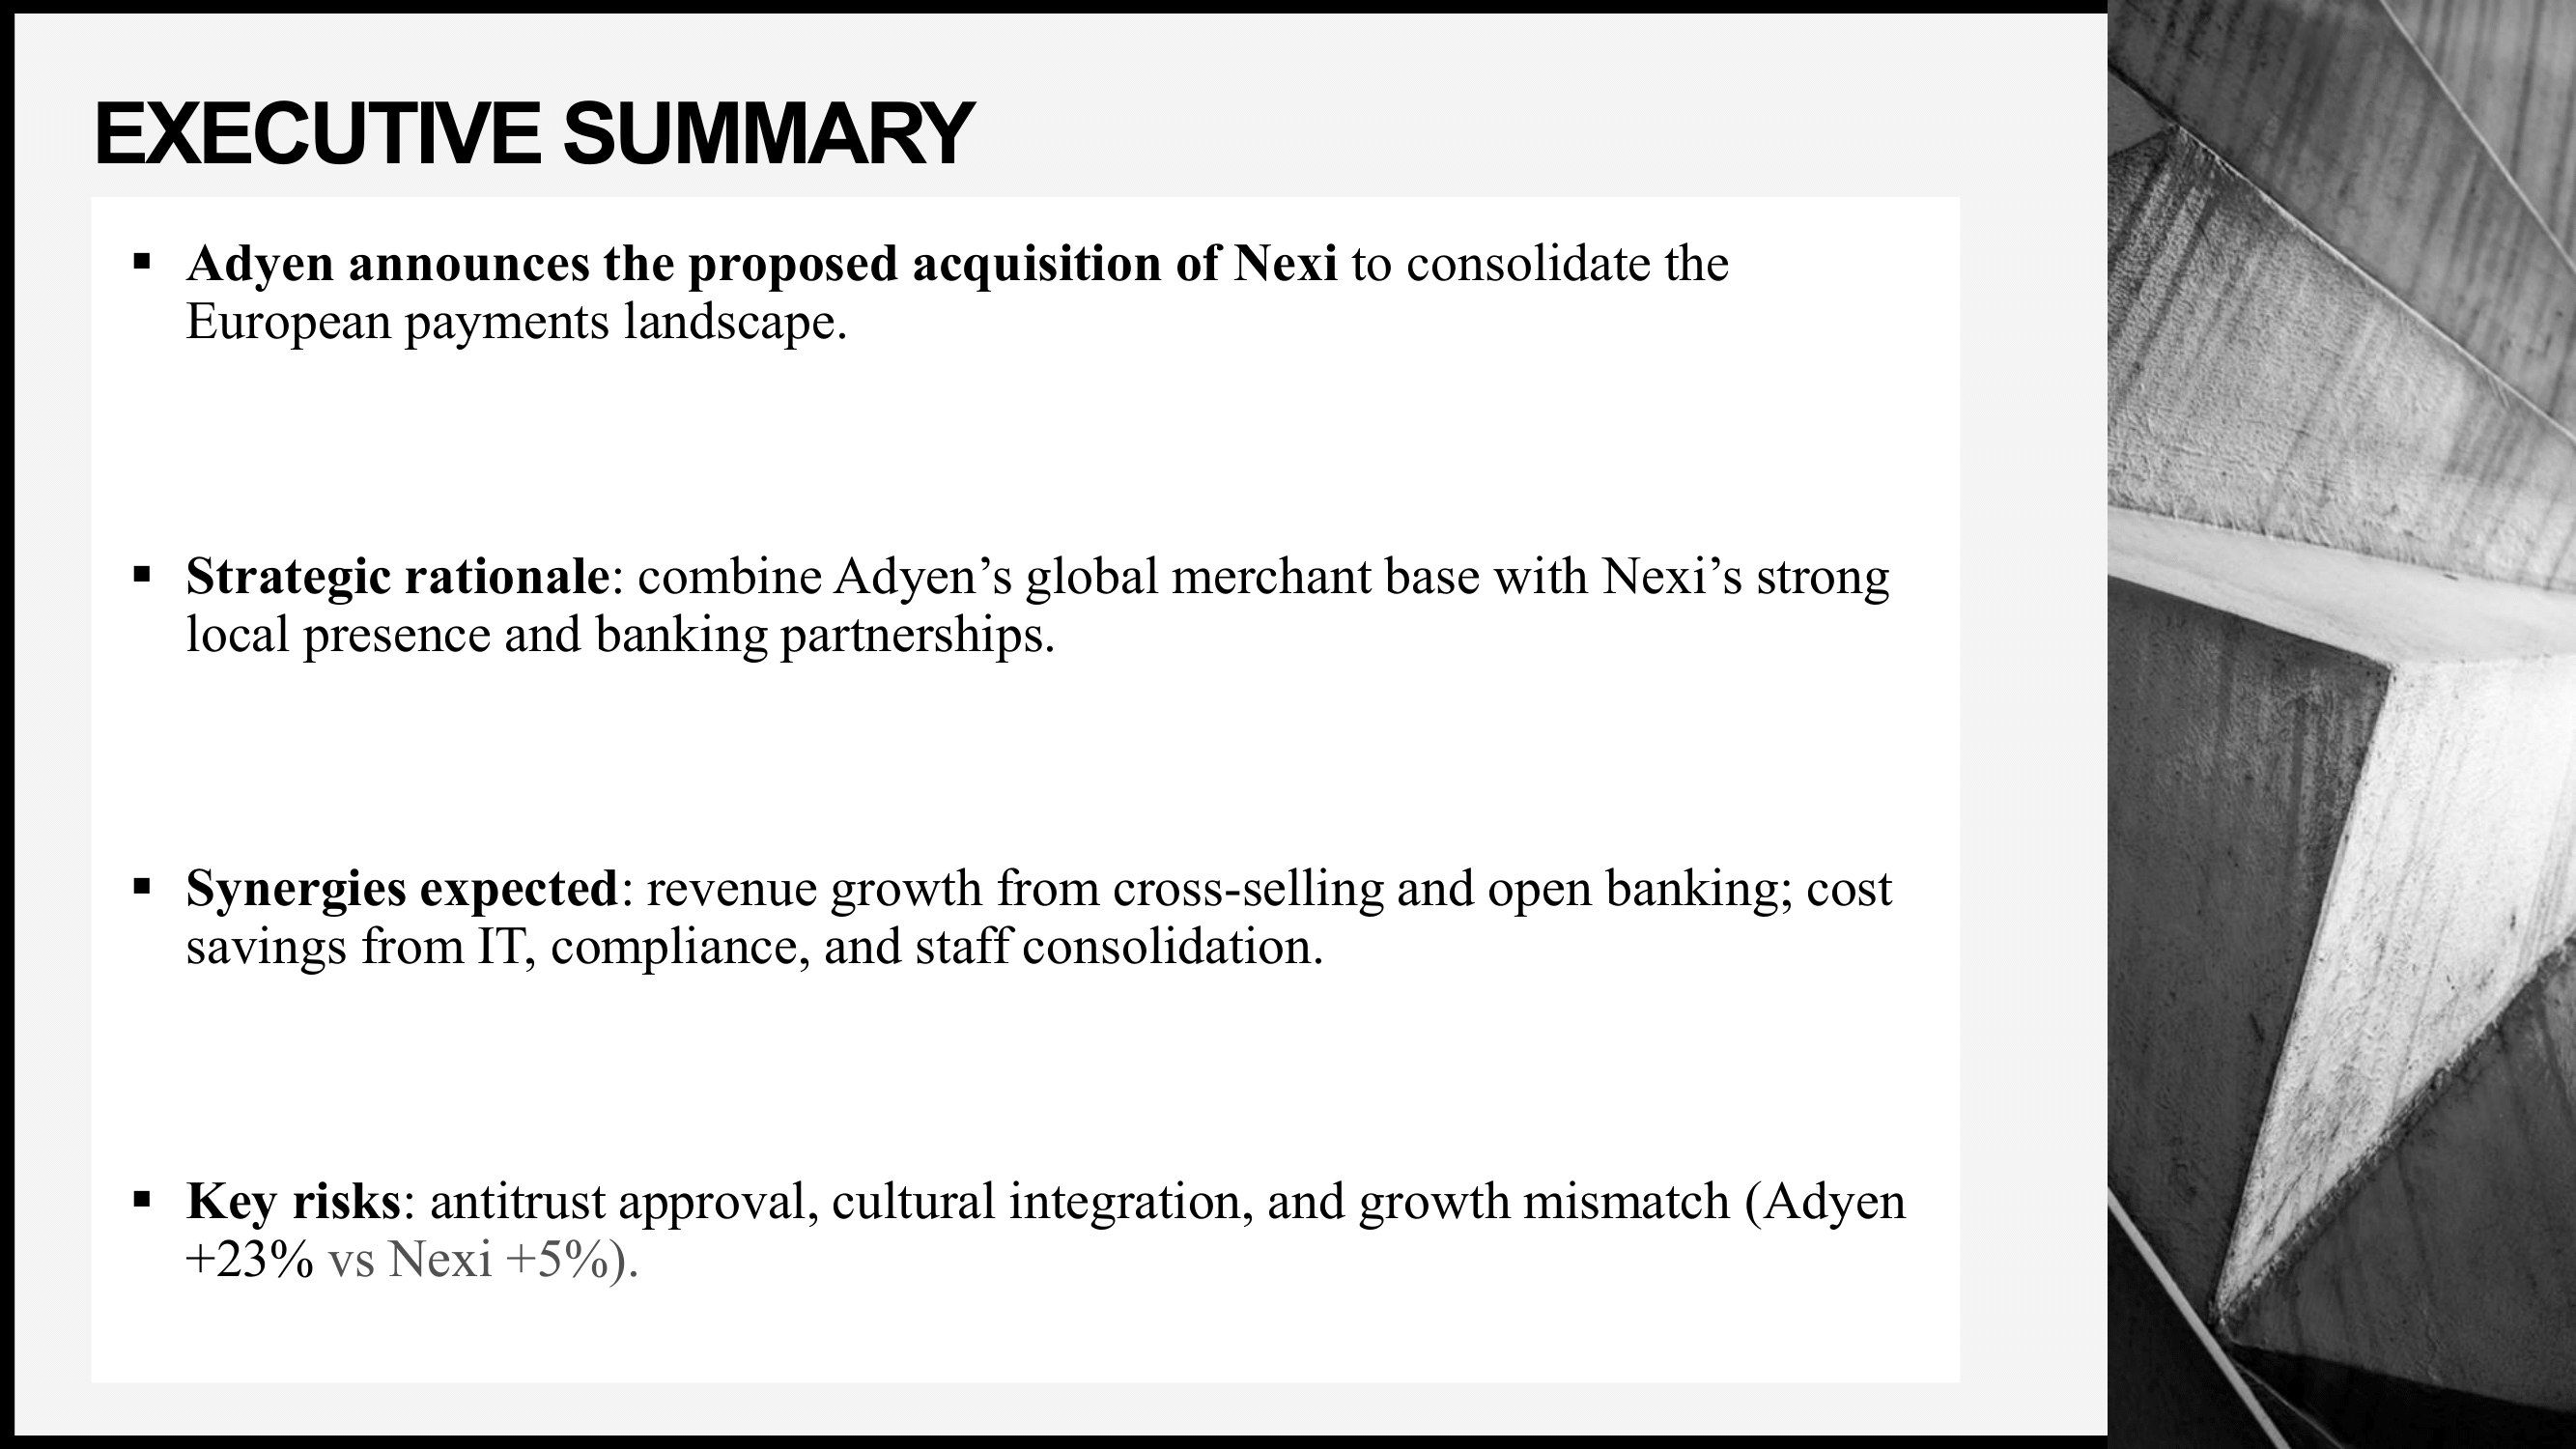 EXECUTIVE SUMMARY
▪ Adyen announces the proposed acquisition of Nexi to consolidate the
European payments landscape.
▪ Strategic rationale: combine Adyen’s global merchant base with Nexi’s strong
local presence and banking partnerships.
▪ Synergies expected: revenue growth from cross-selling and open banking; cost
savings from IT, compliance, and staff consolidation.
▪ Key risks: antitrust approval, cultural integration, and growth mismatch (Adyen
+23% vs Nexi +5%).